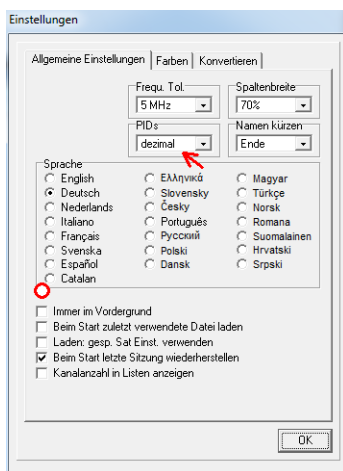 Einstellungen
Allgemeine Einstellungen Farben Konvertieren
Frequ. Tol. Spaltenbreite
5 MHz 70%
PIDs Namen kürzen
dezimal Ende
Sprache
English Ελληνικά Magyar
Deutsch Slovensky Türkçe
Nederlands Česky Norsk
Italiano Português Romana
Français Русский Suomalainen
Svenska Polski Hrvatski
Español Dansk Srpski
Catalan
Immer im Vordergrund
Beim Start zuletzt verwendete Datei laden
Laden: gesp. Sat Einst. verwenden
Beim Start letzte Sitzung wiederherstellen
Kanalanzahl in Listen anzeigen
OK